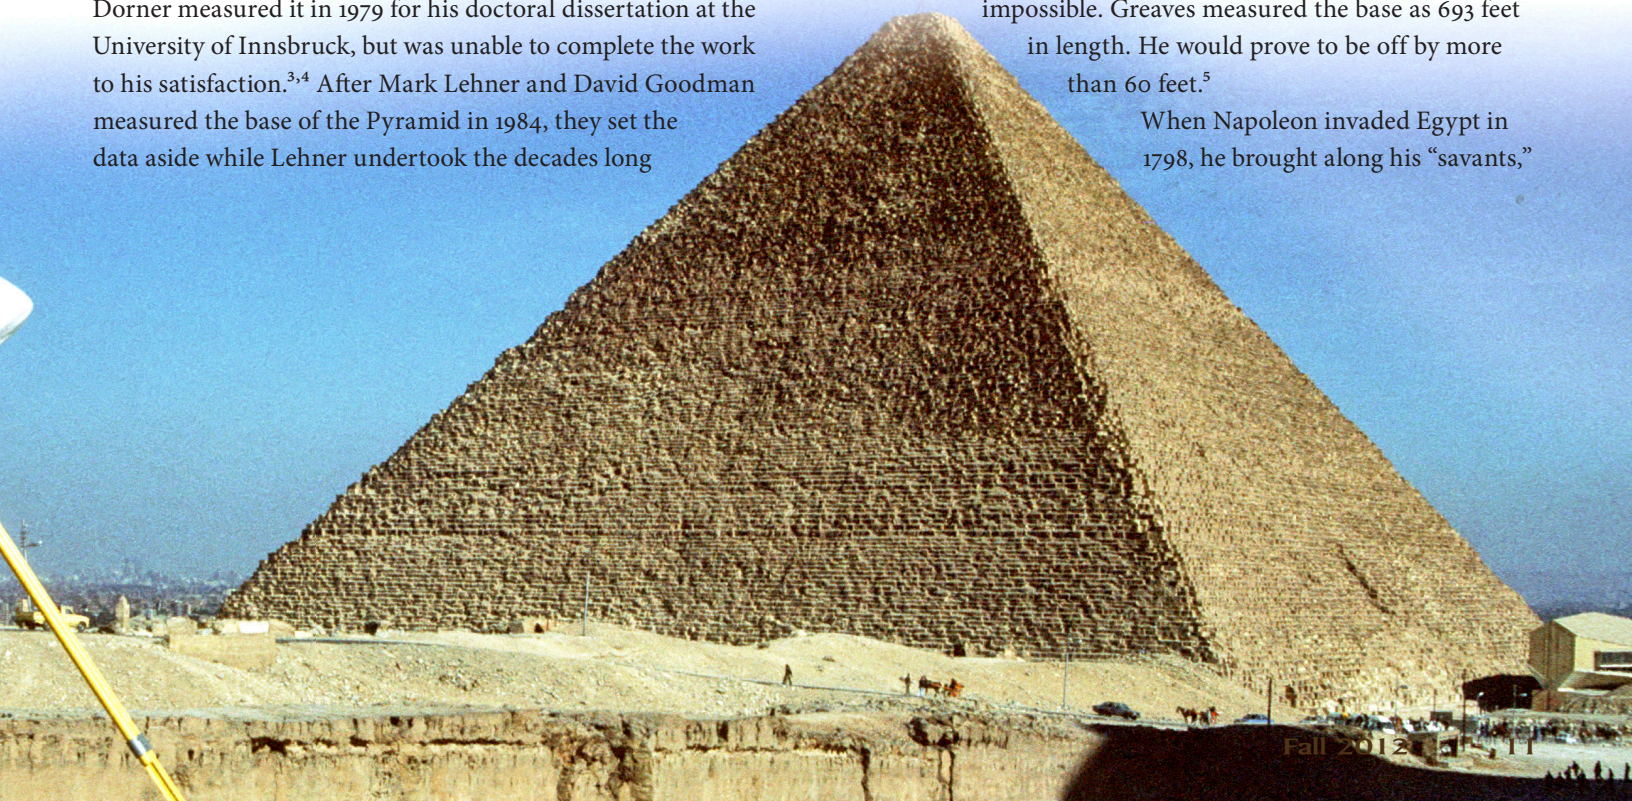 Dorner measured it in 1979 for his doctoral dissertation at the
University of Innsbruck, but was unable to complete the work
to his satisfaction.³,⁴ After Mark Lehner and David Goodman
measured the base of the Pyramid in 1984, they set the
data aside while Lehner undertook the decades long
impossible. Greaves measured the base as 693 feet
in length. He would prove to be off by more
than 60 feet.⁵
When Napoleon invaded Egypt in
1798, he brought along his “savants,”
Fall 2012 11